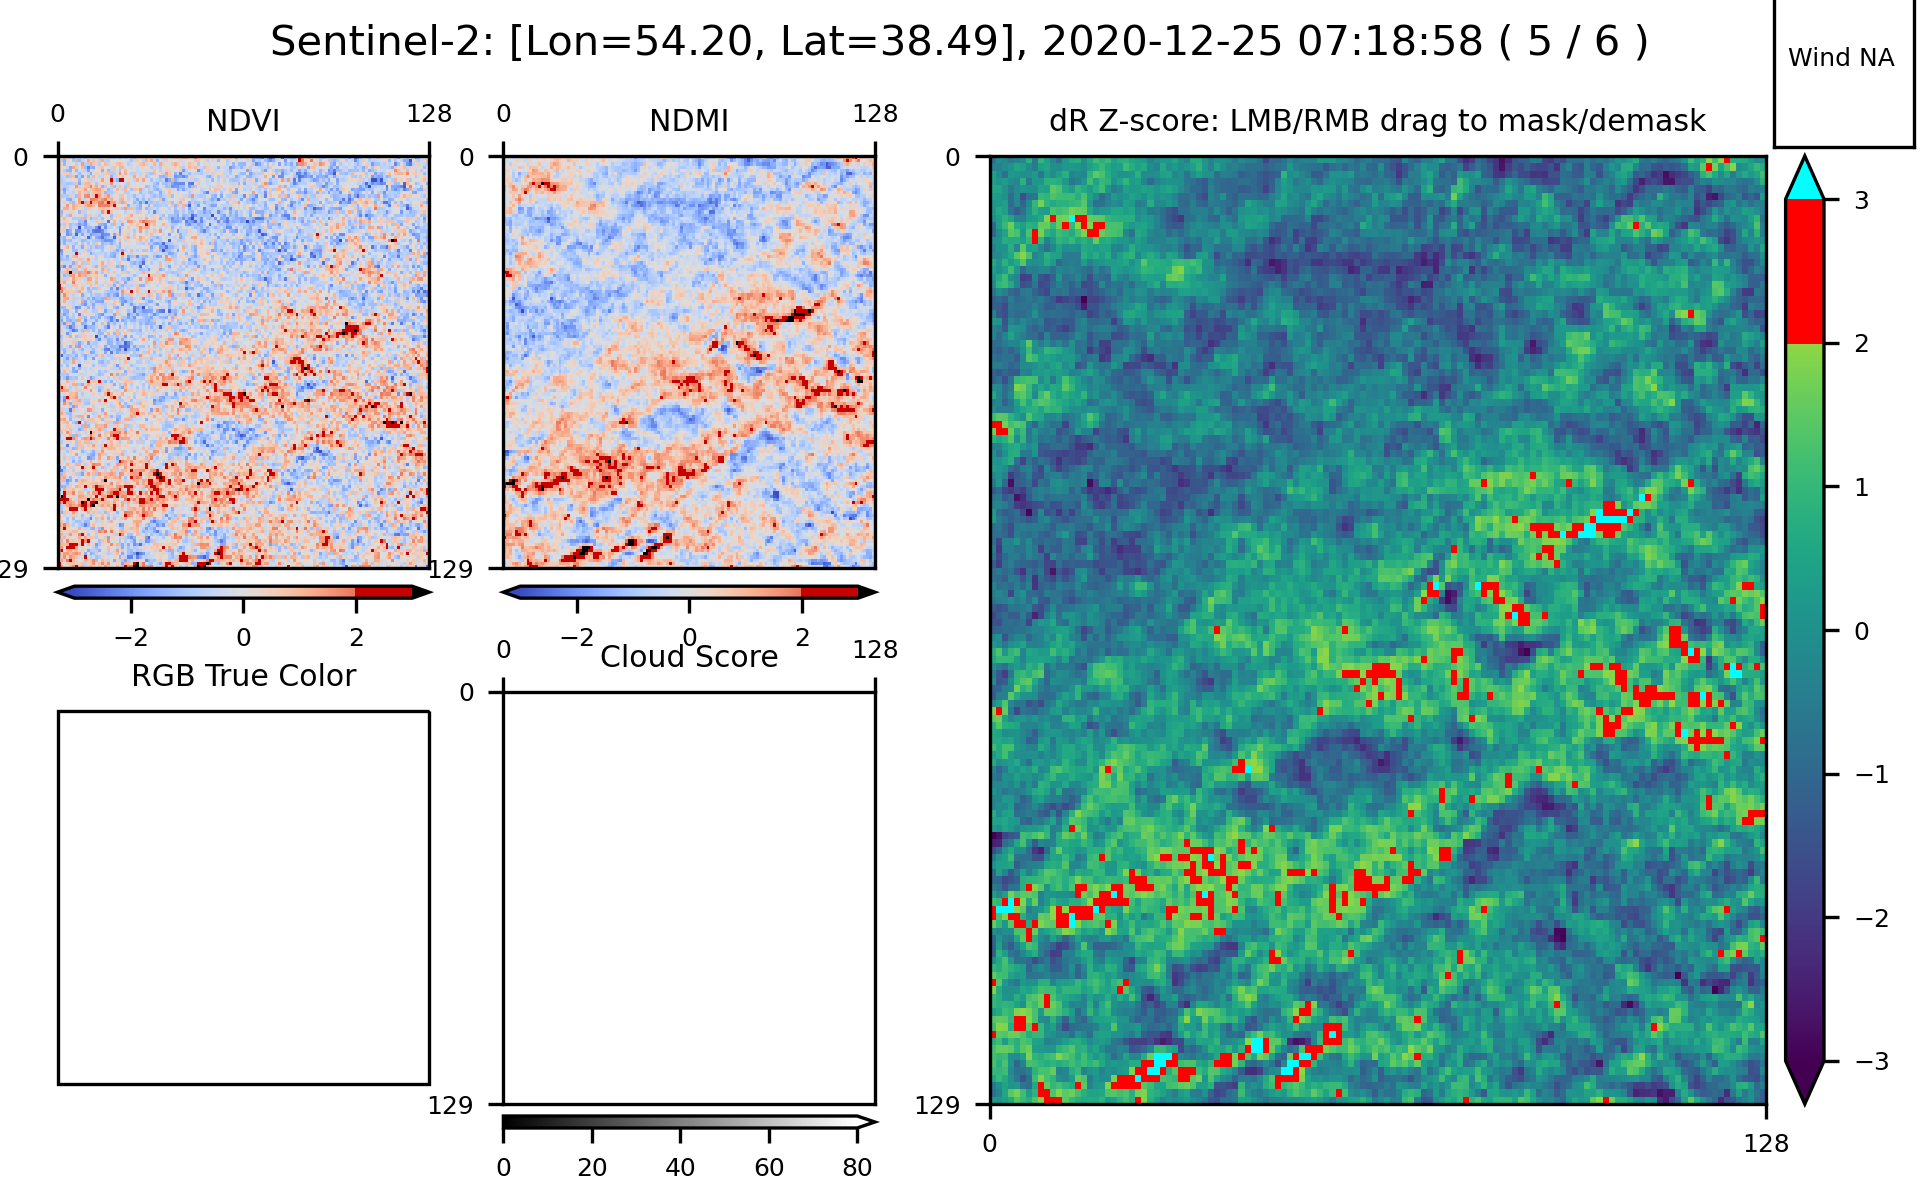 Sentinel-2: [Lon=54.20, Lat=38.49], 2020-12-25 07:18:58 ( 5 / 6 )
Wind NA
0 NDVI 128
0
29
−2 0 2
0 NDMI 128
0
129
−2 0 2
dR Z-score: LMB/RMB drag to mask/demask
0
129
0 128
3
2
1
0
−1
−2
−3
RGB True Color
0 Cloud Score 128
0
129
0 20 40 60 80